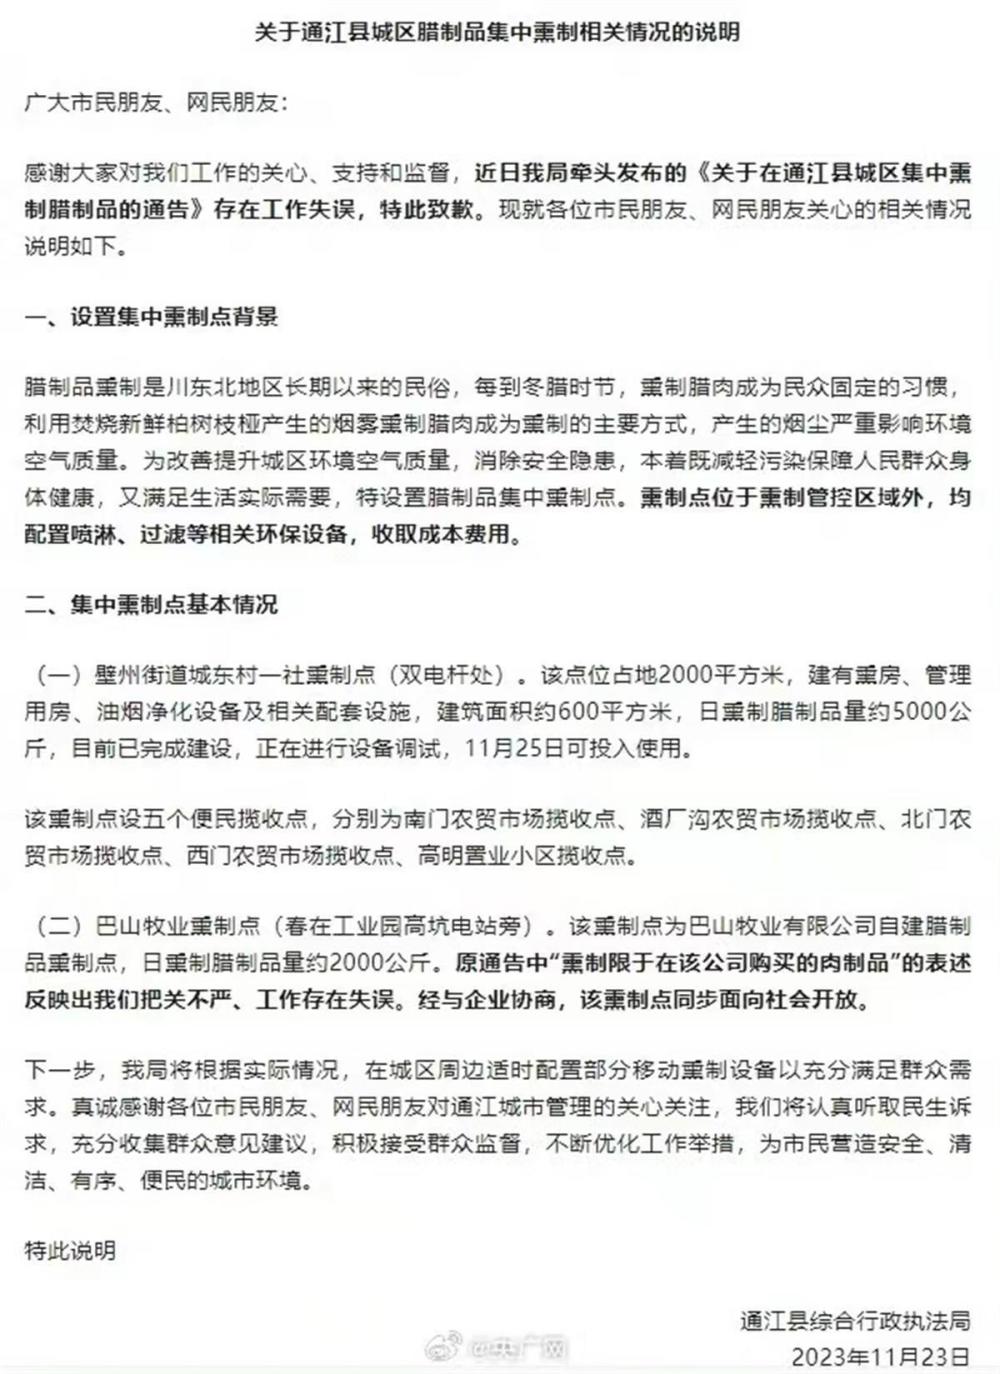 关于通江县城区腊制品集中熏制相关情况的说明
广大市民朋友、网民朋友：
感谢大家对我们工作的关心、支持和监督，近日我局牵头发布的《关于在通江县城区集中熏
制腊制品的通告》存在工作失误，特此致歉。现就各位市民朋友、网民朋友关心的相关情况
说明如下。
一、设置集中熏制点背景
腊制品熏制是川东北地区长期以来的民俗，每到冬腊时节，熏制腊肉成为民众固定的习惯，
利用焚烧新鲜柏树枝桠产生的烟雾熏制腊肉成为熏制的主要方式，产生的烟尘严重影响环境
空气质量。为改善提升城区环境空气质量，消除安全隐患，本着既减轻污染保障人民群众身
体健康，又满足生活实际需要，特设置腊制品集中熏制点。熏制点位于熏制管控区域外，均
配置喷淋、过滤等相关环保设备，收取成本费用。
二、集中熏制点基本情况
（一）壁州街道城东村一社熏制点（双电杆处）。该点位占地2000平方米，建有熏房、管理
用房、油烟净化设备及相关配套设施，建筑面积约600平方米，日熏制腊制品量约5000公
斤，目前已完成建设，正在进行设备调试，11月25日可投入使用。
该熏制点设五个便民揽收点，分别为南门农贸市场揽收点、酒厂沟农贸市场揽收点、北门农
贸市场揽收点、西门农贸市场揽收点、高明置业小区揽收点。
（二）巴山牧业熏制点（春在工业园高坑电站旁）。该熏制点为巴山牧业有限公司自建腊制
品熏制点，日熏制腊制品量约2000公斤。原通告中“熏制限于在该公司购买的肉制品”的表述
反映出我们把关不严、工作存在失误。经与企业协商，该熏制点同步面向社会开放。
下一步，我局将根据实际情况，在城区周边适时配置部分移动熏制设备以充分满足群众需
求。真诚感谢各位市民朋友、网民朋友对通江城市管理的关心关注，我们将认真听取民生诉
求，充分收集群众意见建议，积极接受群众监督，不断优化工作举措，为市民营造安全、清
洁、有序、便民的城市环境。
特此说明
通江县综合行政执法局
@央广网
2023年11月23日